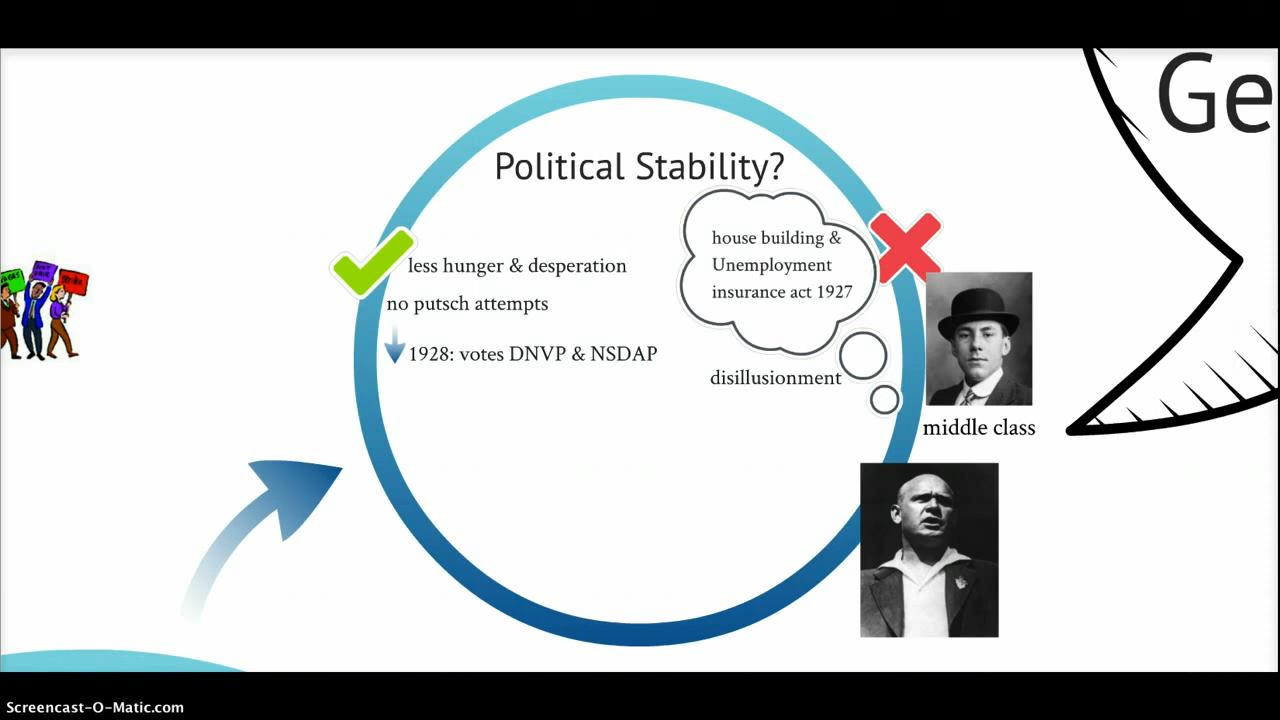 Ge
Political Stability?
house building &
Unemployment
insurance act 1927
less hunger & desperation
no putsch attempts
1928: votes DNVP & NSDAP
disillusionment
middle class
Screencast-O-Matic.com